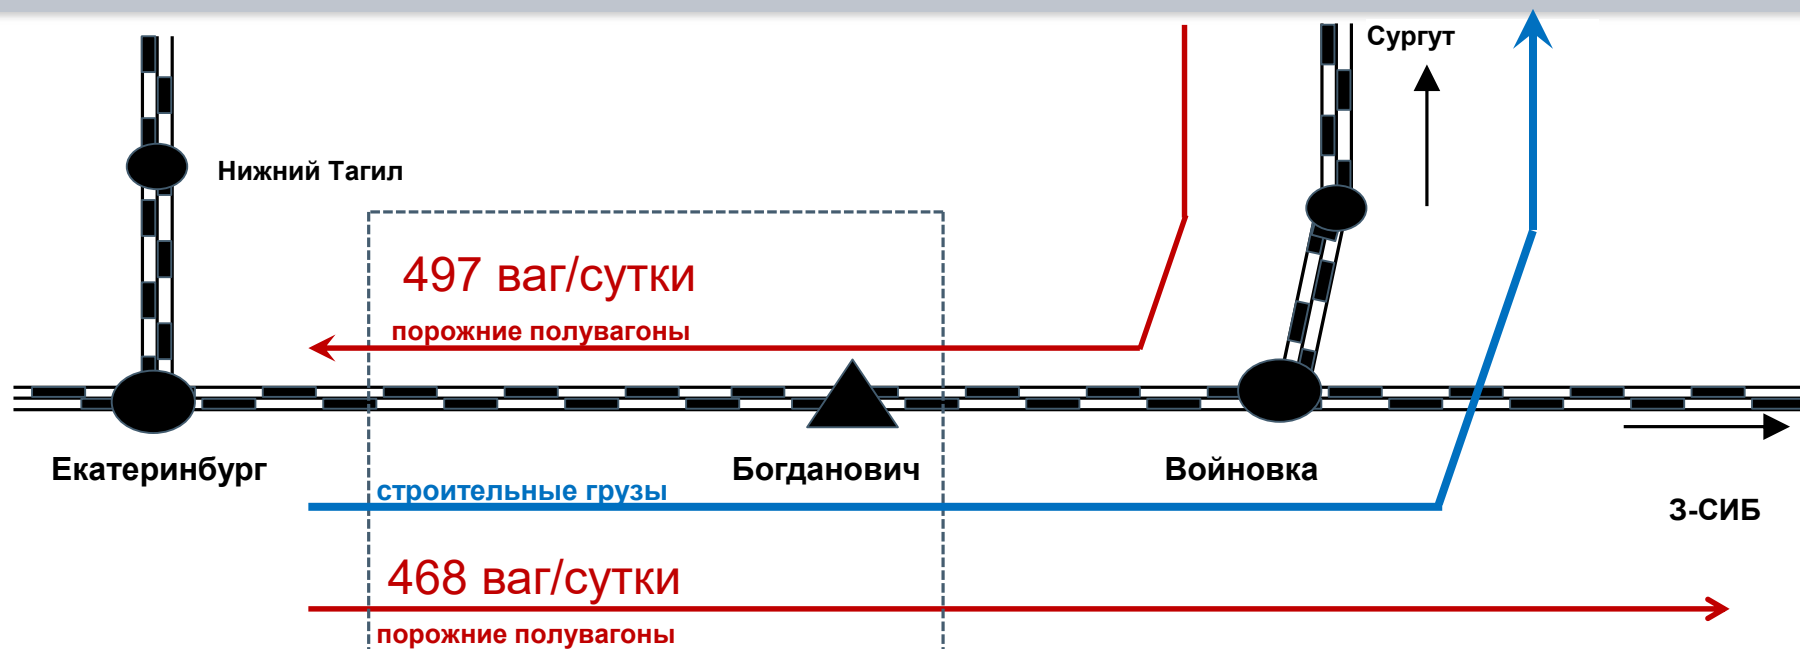 Сургут
Нижний Тагил
497 ваг/сутки
порожние полувагоны
Екатеринбург
Богданович
Войновка
строительные грузы
З-СИБ
468 ваг/сутки
порожние полувагоны